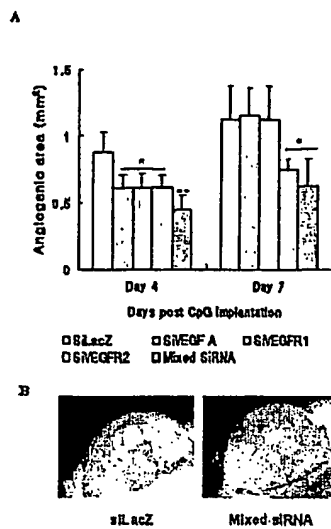 A
1.5
1
0.5
0
Angiogenic area (mm²)
*
**
*
Day 4
Day 7
Days post CpG Implantation
SiLacZ
SiVEGF A
SiVEGFR1
SiVEGFR2
Mixed SiRNA
B
siLacZ
Mixed-siRNA